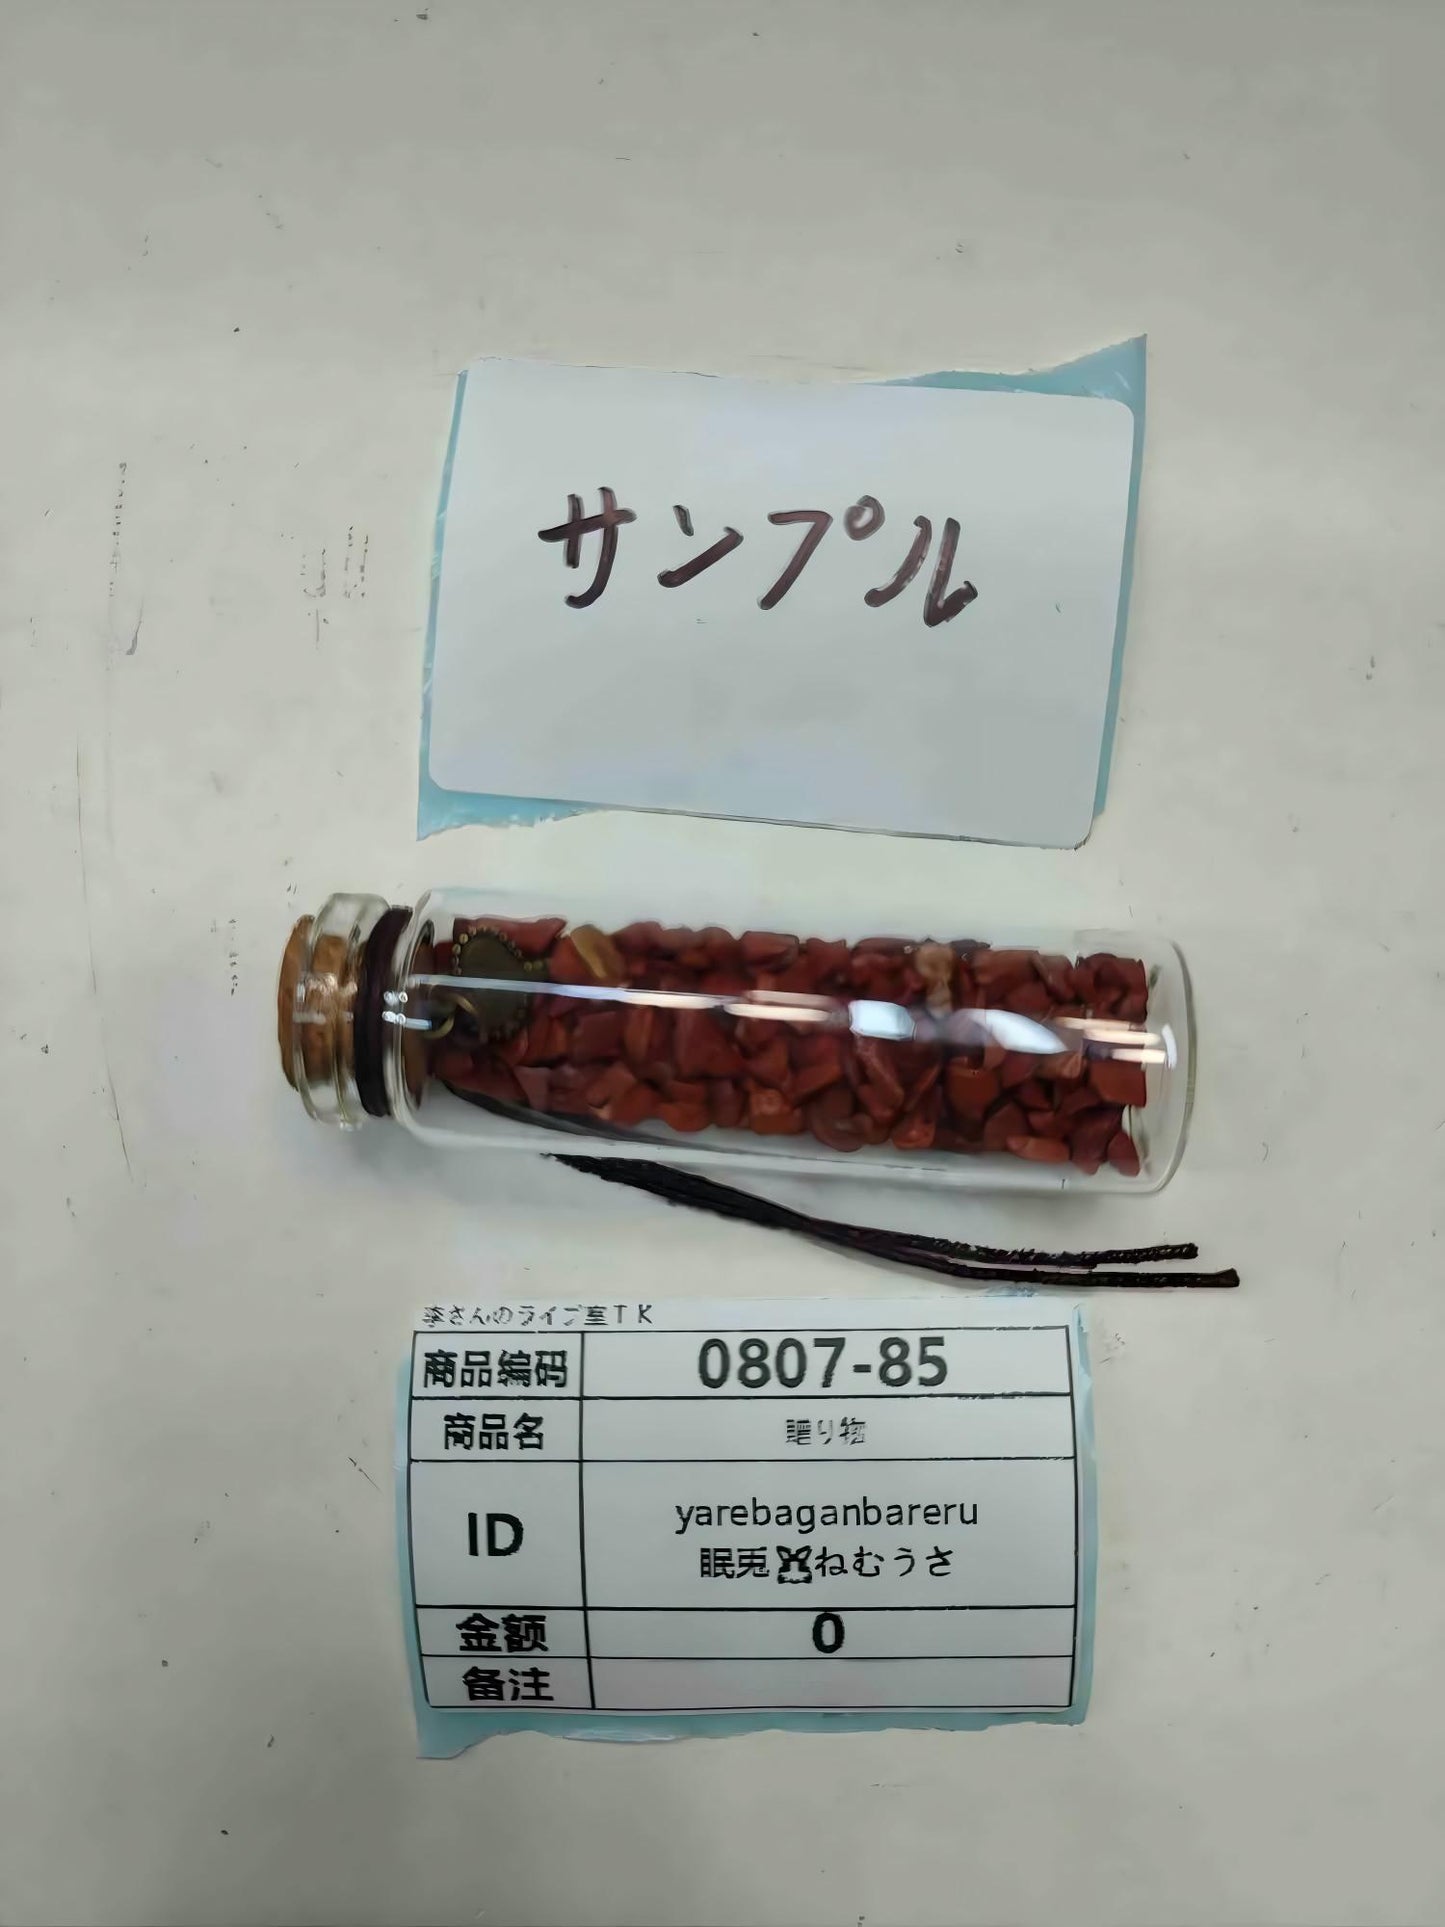 サンプル
李さんのライブ室TK
商品编码 0807-85
商品名 贈り物
ID yarebaganbareru
眠兎ねむうさ
金额 0
备注